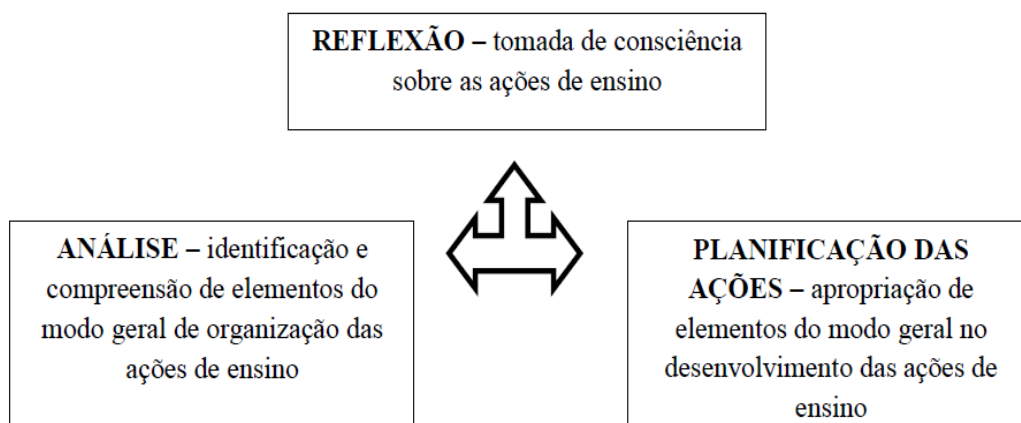 REFLEXÃO – tomada de consciência
sobre as ações de ensino
ANÁLISE – identificação e
compreensão de elementos do
modo geral de organização das
ações de ensino
PLANIFICAÇÃO DAS
AÇÕES – apropriação de
elementos do modo geral no
desenvolvimento das ações de
ensino